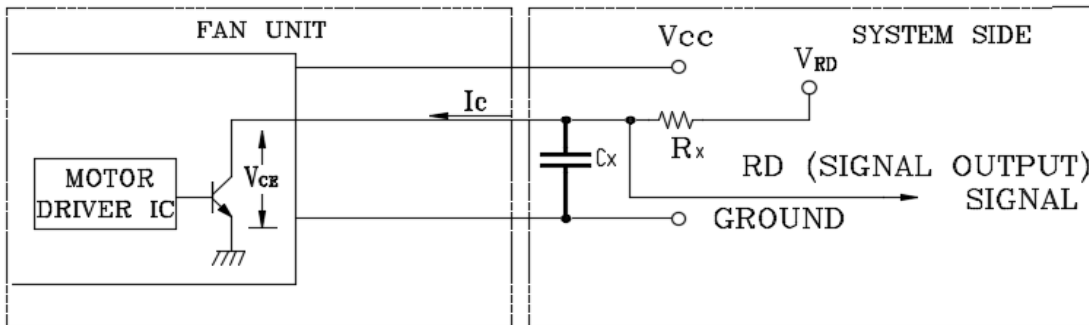 FAN UNIT
SYSTEM SIDE
Vcc
VRD
Ic
Rx
Cx
VCE
MOTOR
DRIVER IC
RD (SIGNAL OUTPUT)
SIGNAL
GROUND